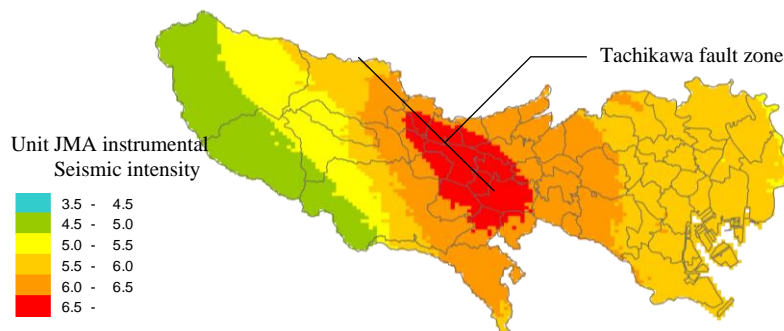 Tachikawa fault zone
Unit JMA instrumental
Seismic intensity
3.5 - 4.5
4.5 - 5.0
5.0 - 5.5
5.5 - 6.0
6.0 - 6.5
6.5 -